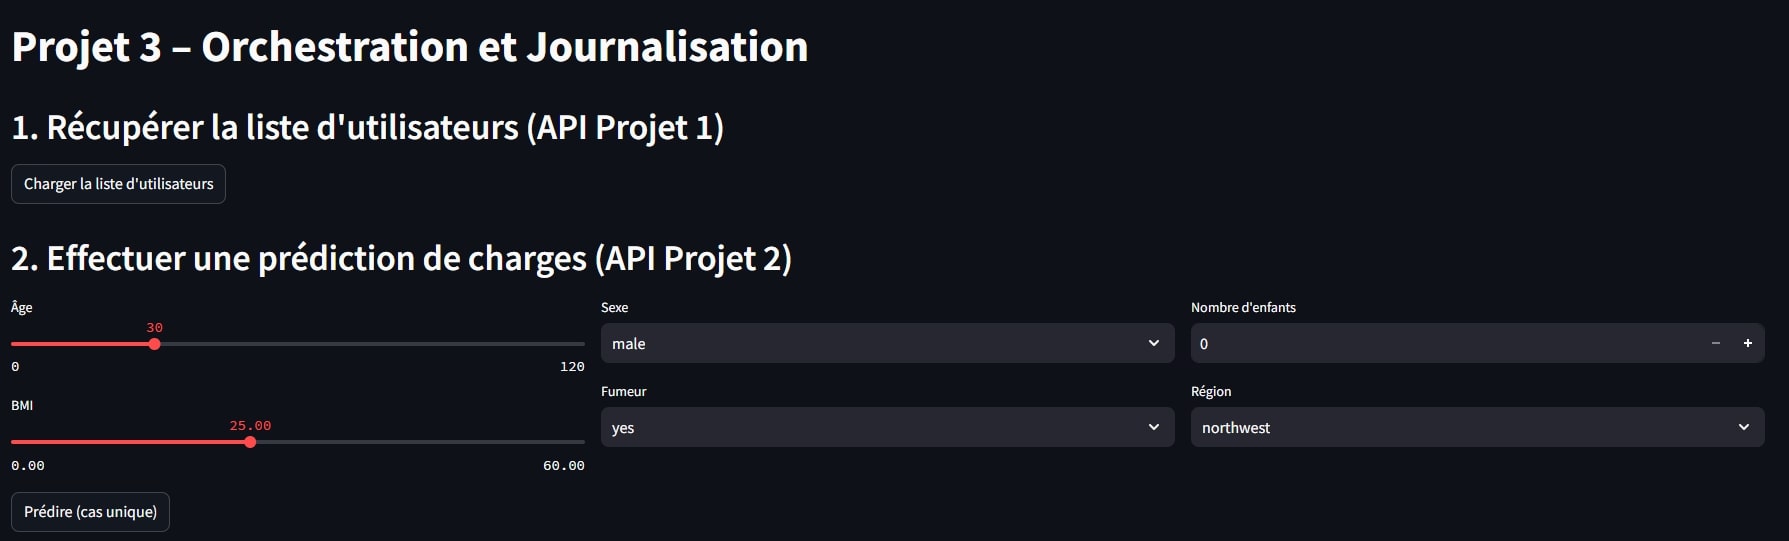 Projet 3 – Orchestration et Journalisation
1. Récupérer la liste d'utilisateurs (API Projet 1)
Charger la liste d'utilisateurs
2. Effectuer une prédiction de charges (API Projet 2)
Âge
30
0
120
BMI
25.00
0.00
60.00
Sexe
male
Fumeur
yes
Nombre d'enfants
0
Région
northwest
Prédire (cas unique)